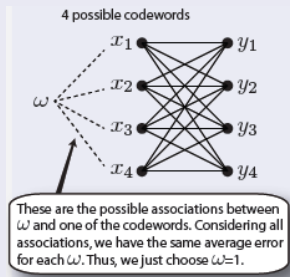 4 possible codewords
x1 y1
x2 y2
ω
x3 y3
x4 y4
These are the possible associations between
ω and one of the codewords. Considering all
associations, we have the same average error
for each ω. Thus, we just choose ω=1.